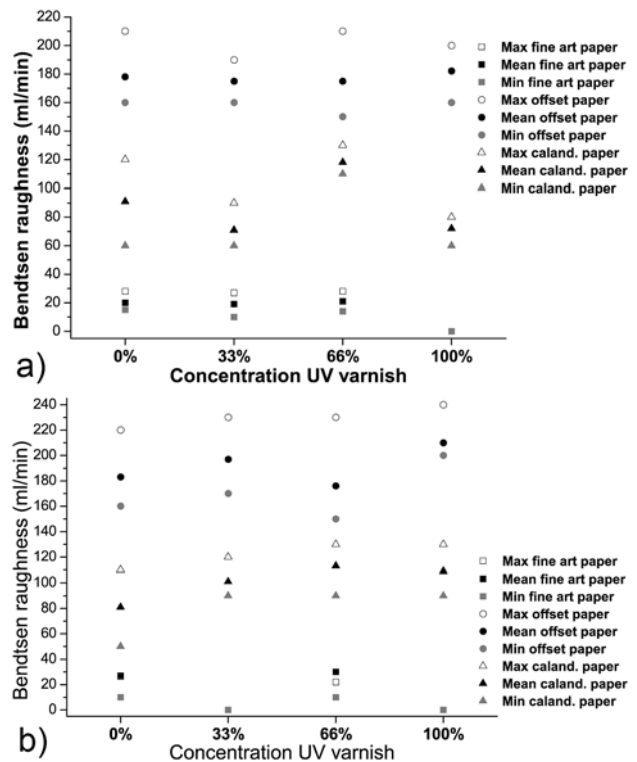 220
200
180
160
140
120
100
80
60
40
20
0
Bendtsen raughness (ml/min)
Max fine art paper
Mean fine art paper
Min fine art paper
Max offset paper
Mean offset paper
Min offset paper
Max caland. paper
Mean caland. paper
Min caland. paper
0% 33% 66% 100%
a) Concentration UV varnish
240
220
200
180
160
140
120
100
80
60
40
20
0
Bendtsen raughness (ml/min)
Max fine art paper
Mean fine art paper
Min fine art paper
Max offset paper
Mean offset paper
Min offset paper
Max caland. paper
Mean caland. paper
Min caland. paper
0% 33% 66% 100%
b) Concentration UV varnish